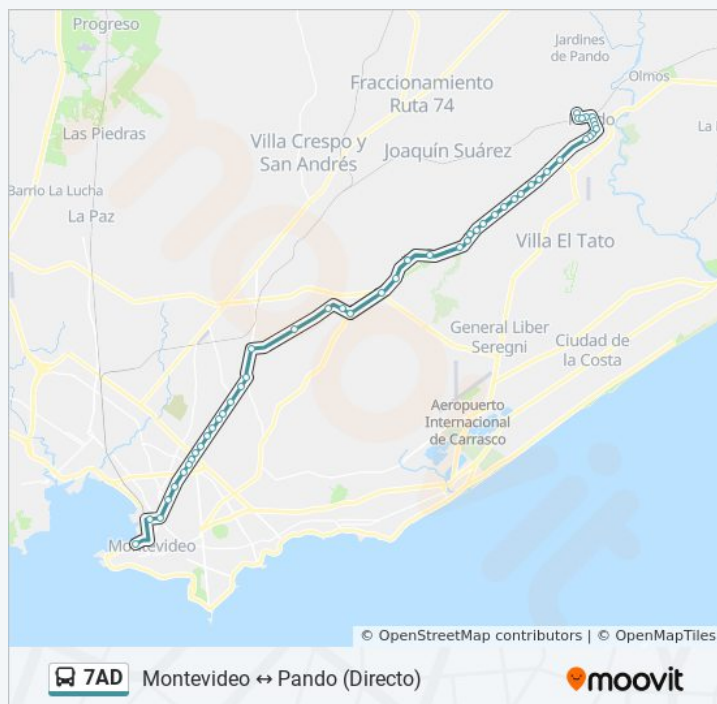 Progreso
Jardines
de Pando
Olmos
Fraccionamiento
Ruta 74
Las Piedras
Villa Crespo y
San Andrés
Joaquín Suárez
Barrio La Lucha
La Paz
Villa El Tato
General Liber
Seregni
Ciudad de
la Costa
Aeropuerto
Internacional
de Carrasco
Montevideo
© OpenStreetMap contributors | © OpenMapTiles
7AD
Montevideo ↔ Pando (Directo)
moovit